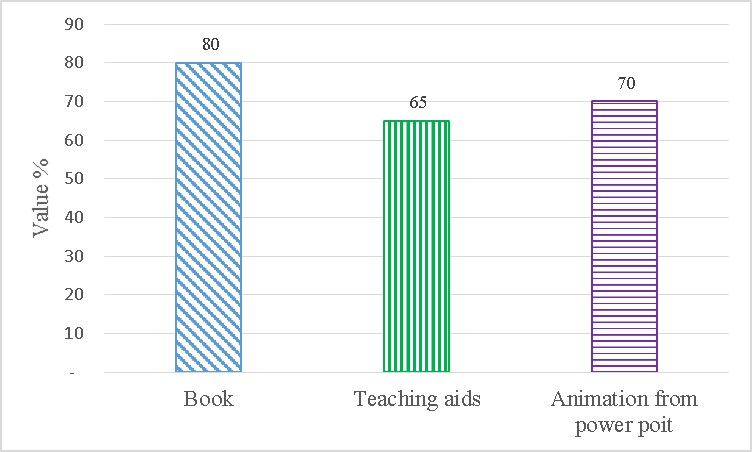 90
80
70
60
50
40
30
20
10
-
Value %
80
65
70
Book
Teaching aids
Animation from
power poit